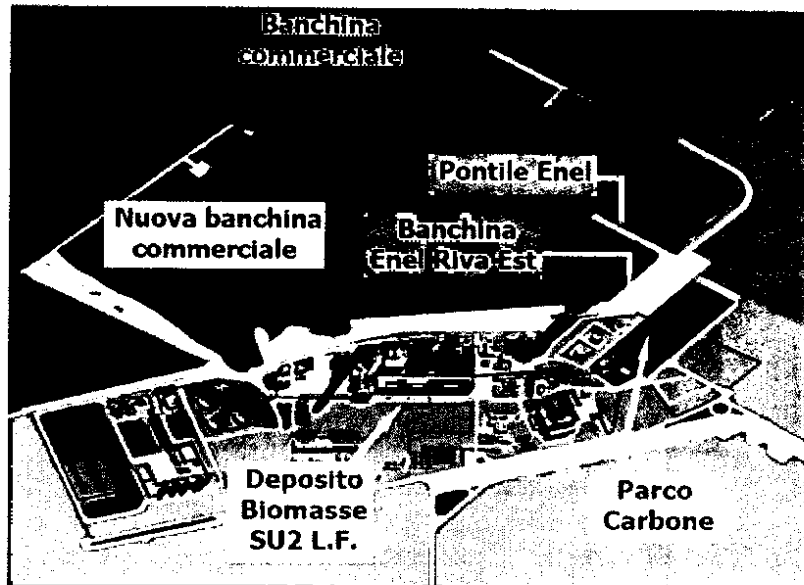 Banchina
commerciale
Pontile Enel
Nuova banchina
commerciale
Banchina
Enel Riva Est
Deposito
Biomasse
SU2 L.F.
Parco
Carbone